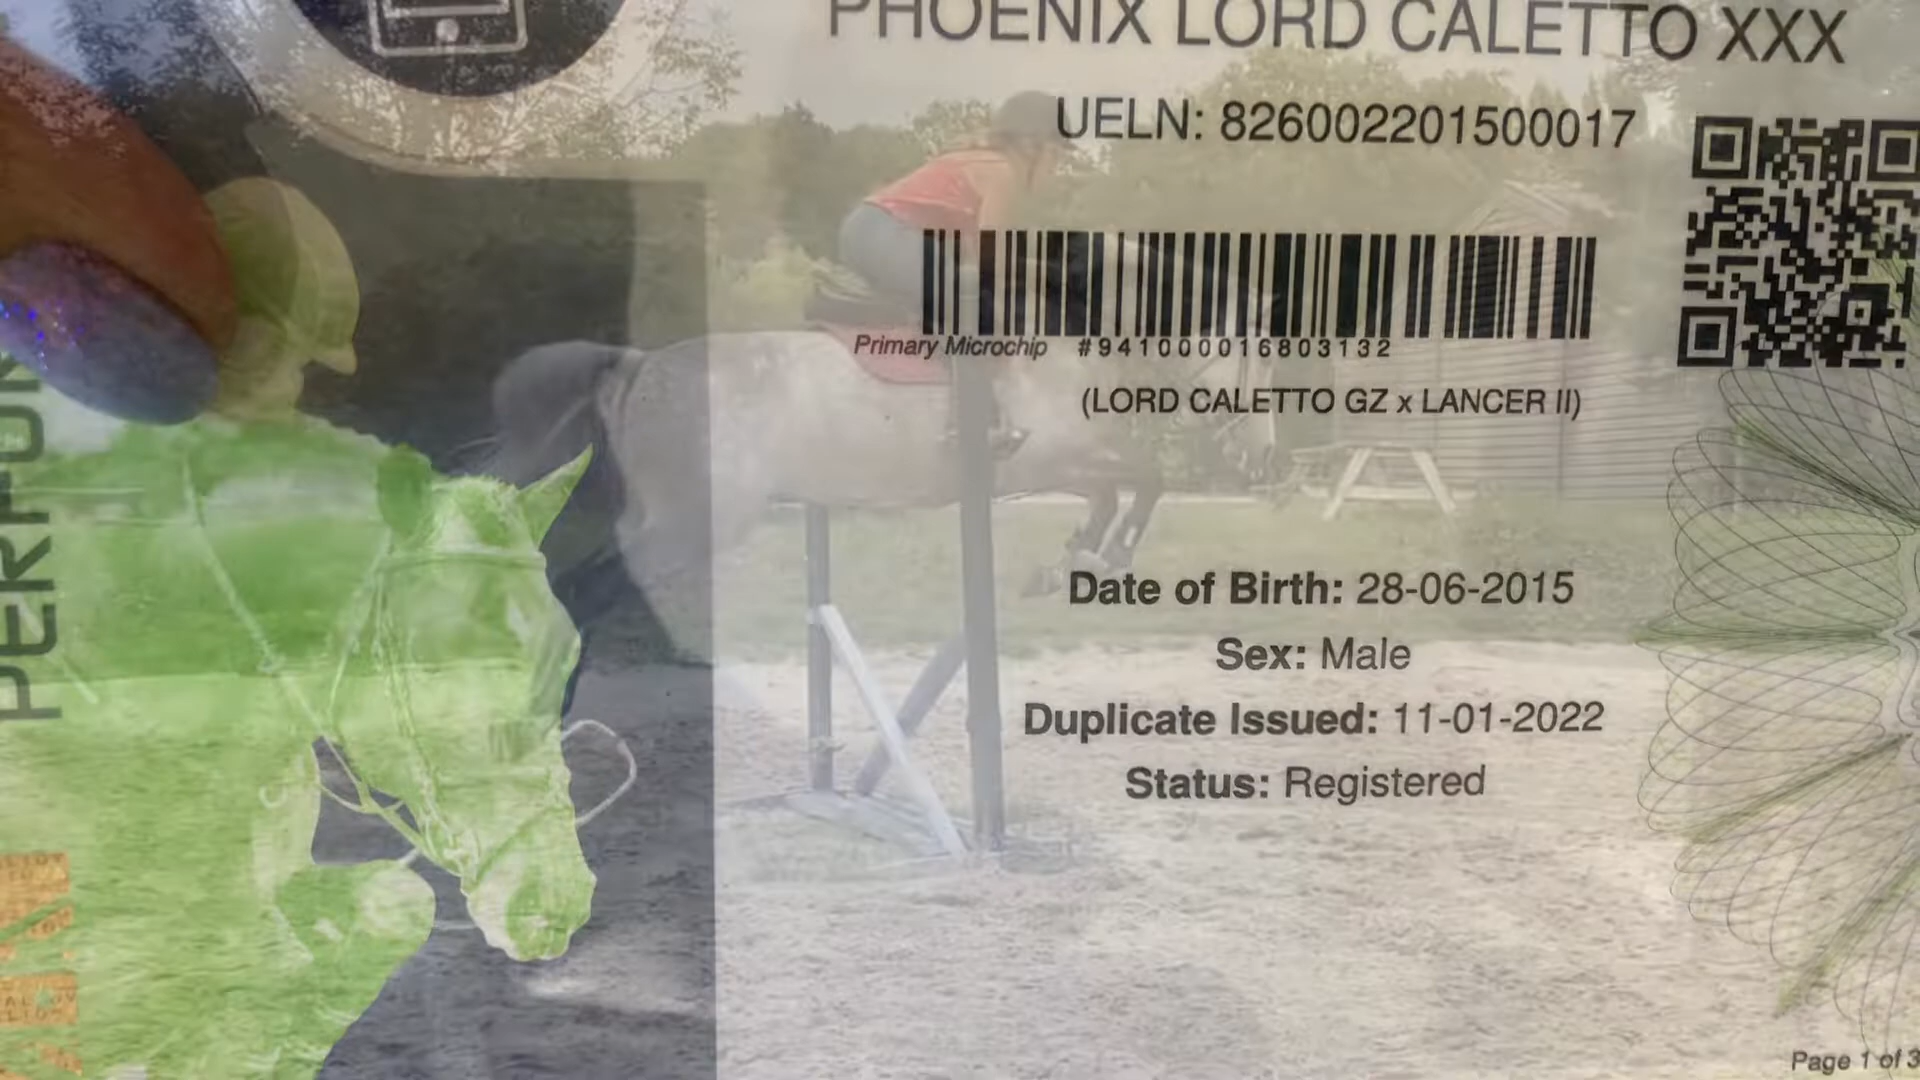 PHOENIX LORD CALETTO XXX
UELN: 826002201500017
Primary Microchip #941000016803132
(LORD CALETTO GZ x LANCER II)
Date of Birth: 28-06-2015
Sex: Male
Duplicate Issued: 11-01-2022
Status: Registered
Page 1 of 3